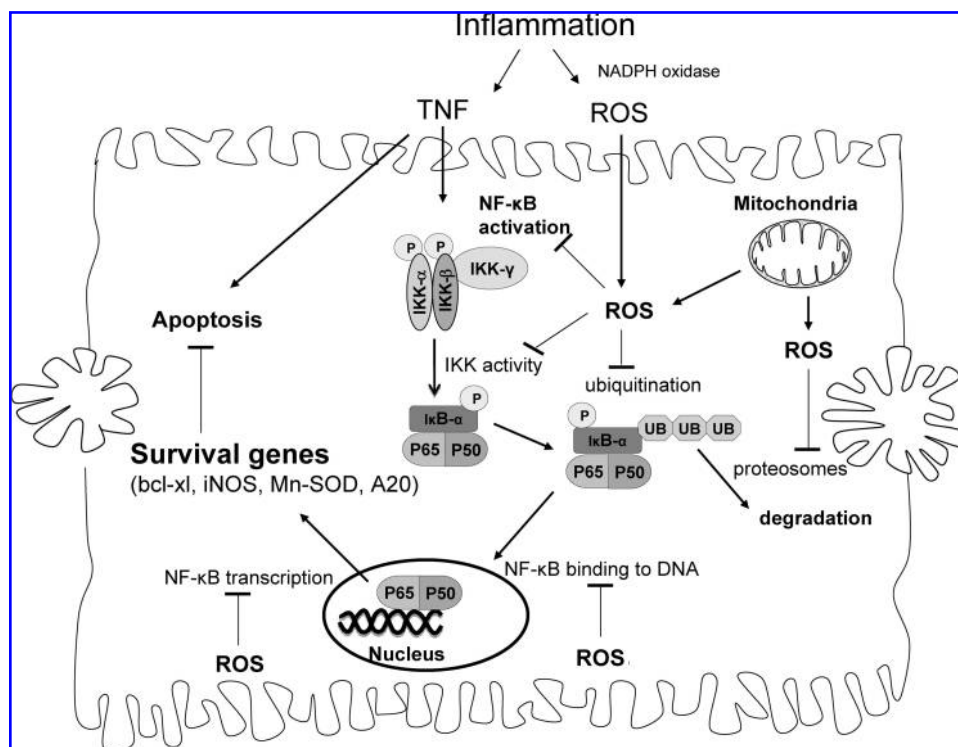 Inflammation
NADPH oxidase
TNF
ROS
NF-κB
activation
Mitochondria
P
P
IKK-γ
IKK-α
IKK-β
ROS
Apoptosis
ROS
IKK activity
ubiquitination
P
IκB-α
P65
P50
P
IκB-α
UB
UB
UB
P65
P50
proteosomes
Survival genes
(bcl-xl, iNOS, Mn-SOD, A20)
degradation
NF-κB transcription
NF-κB binding to DNA
P65
P50
Nucleus
ROS
ROS